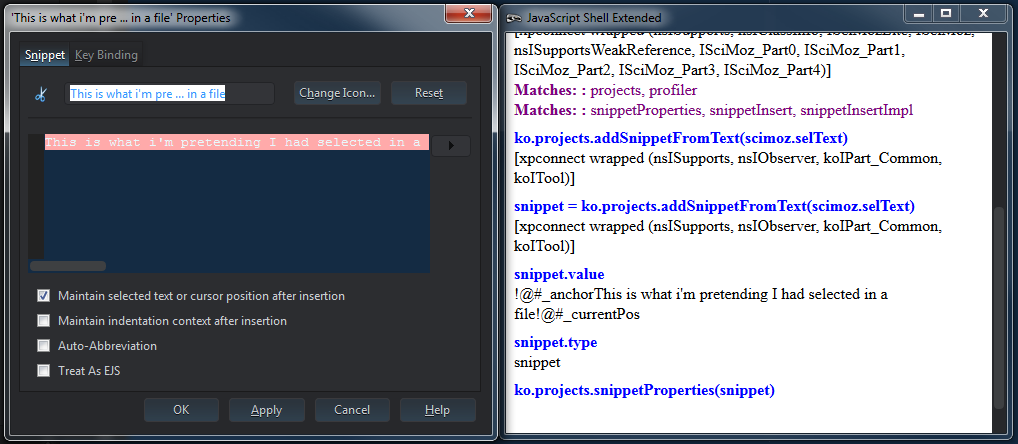 'This is what i'm pre ... in a file' Properties
Snippet
Key Binding
This is what i'm pre ... in a file
Change Icon...
Reset
This is what i'm pretending I had selected in a
Maintain selected text or cursor position after insertion
Maintain indentation context after insertion
Auto-Abbreviation
Treat As EJS
OK
Apply
Cancel
Help
JavaScript Shell Extended
nsISupportsWeakReference, ISciMoz_Part0, ISciMoz_Part1,
ISciMoz_Part2, ISciMoz_Part3, ISciMoz_Part4)]
Matches: : projects, profiler
Matches: : snippetProperties, snippetInsert, snippetInsertImpl
ko.projects.addSnippetFromText(scimoz.selText)
[xpconnect wrapped (nsISupports, nsIObserver, koIPart_Common,
koITool)]
snippet = ko.projects.addSnippetFromText(scimoz.selText)
[xpconnect wrapped (nsISupports, nsIObserver, koIPart_Common,
koITool)]
snippet.value
!@#_anchorThis is what i'm pretending I had selected in a
file!@#_currentPos
snippet.type
snippet
ko.projects.snippetProperties(snippet)